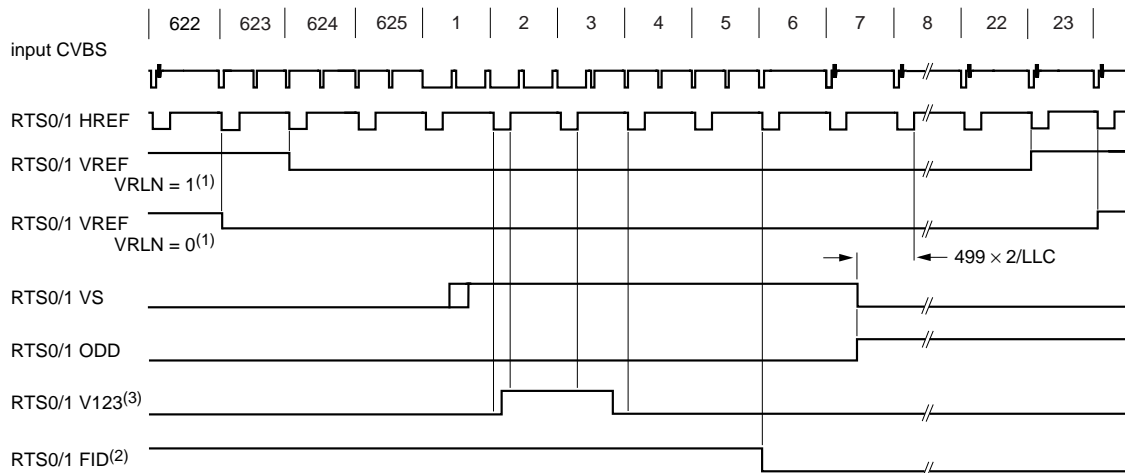 622 623 624 625 1 2 3 4 5 6 7 8 22 23
input CVBS
RTS0/1 HREF
RTS0/1 VREF
VRLN = 1(1)
RTS0/1 VREF
VRLN = 0(1)
499 × 2/LLC
RTS0/1 VS
RTS0/1 ODD
RTS0/1 V123(3)
RTS0/1 FID(2)